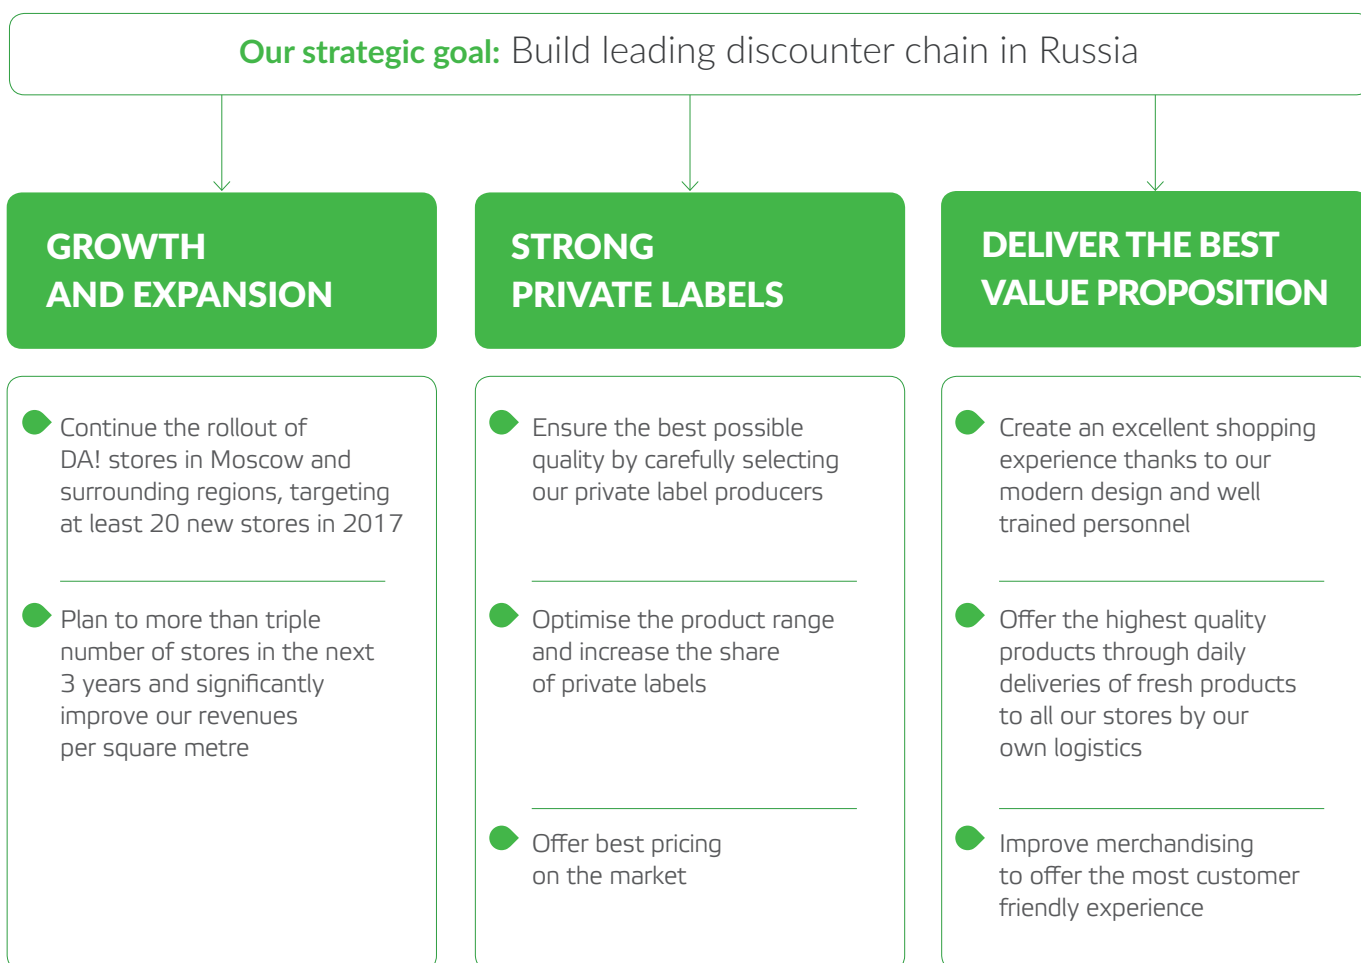 Our strategic goal: Build leading discounter chain in Russia
GROWTH
AND EXPANSION
Continue the rollout of
DA! stores in Moscow and
surrounding regions, targeting
at least 20 new stores in 2017
Plan to more than triple
number of stores in the next
3 years and significantly
improve our revenues
per square metre
STRONG
PRIVATE LABELS
Ensure the best possible
quality by carefully selecting
our private label producers
Optimise the product range
and increase the share
of private labels
Offer best pricing
on the market
DELIVER THE BEST
VALUE PROPOSITION
Create an excellent shopping
experience thanks to our
modern design and well
trained personnel
Offer the highest quality
products through daily
deliveries of fresh products
to all our stores by our
own logistics
Improve merchandising
to offer the most customer
friendly experience